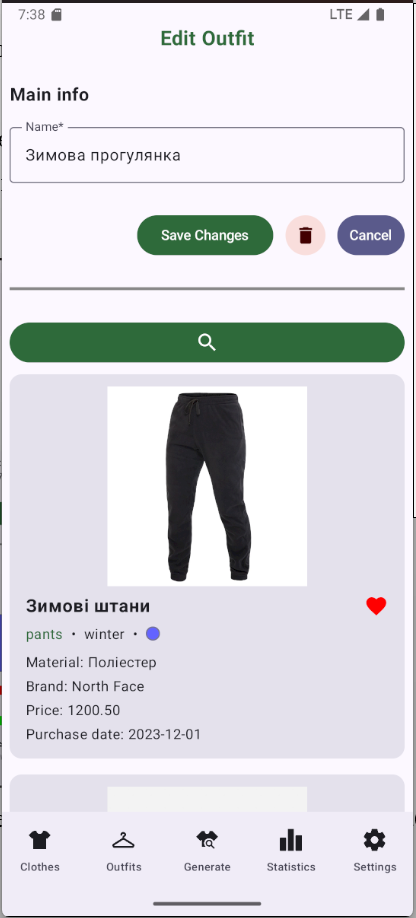 7:38 LTE
Edit Outfit
Main info
Name*
Зимова прогулянка
Save Changes Cancel
Зимові штани
pants • winter •
Material: Поліестер
Brand: North Face
Price: 1200.50
Purchase date: 2023-12-01
Clothes Outfits Generate Statistics Settings